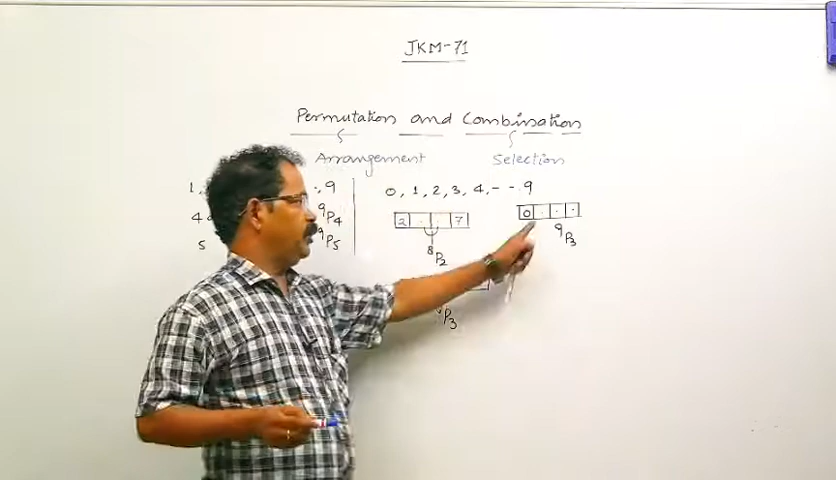 JKM-71
Permutation and Combination
Arrangement Selection
1, , 9
0, 1, 2, 3, 4, - - 9
4 9P4
2 . . 7
0 . . .
5 9P5
8P2
9P3
P3